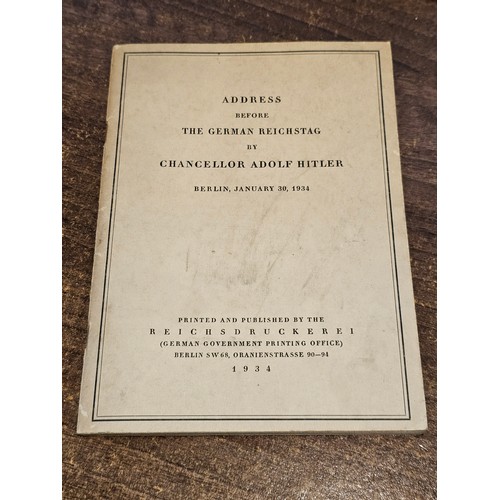 ADDRESS
BEFORE
THE GERMAN REICHSTAG
BY
CHANCELLOR ADOLF HITLER
BERLIN, JANUARY 30, 1934
PRINTED AND PUBLISHED BY THE
REICHSDRUCKEREI
(GERMAN GOVERNMENT PRINTING OFFICE)
BERLIN SW 68, ORANIENSTRASSE 90—94
1934